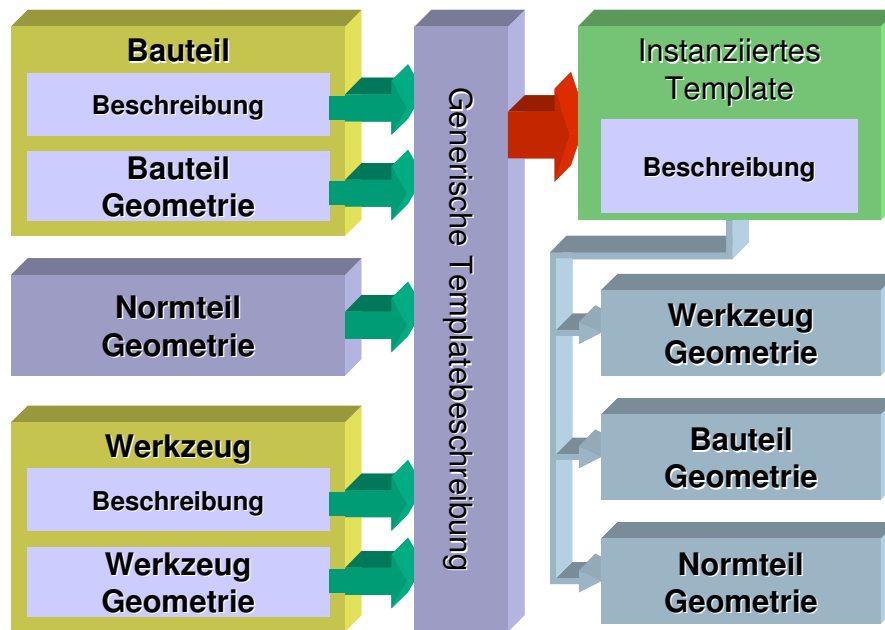 Bauteil
Beschreibung
Bauteil
Geometrie
Normteil
Geometrie
Werkzeug
Beschreibung
Werkzeug
Geometrie
Generische Templatebeschreibung
Instanziiertes
Template
Beschreibung
Werkzeug
Geometrie
Bauteil
Geometrie
Normteil
Geometrie